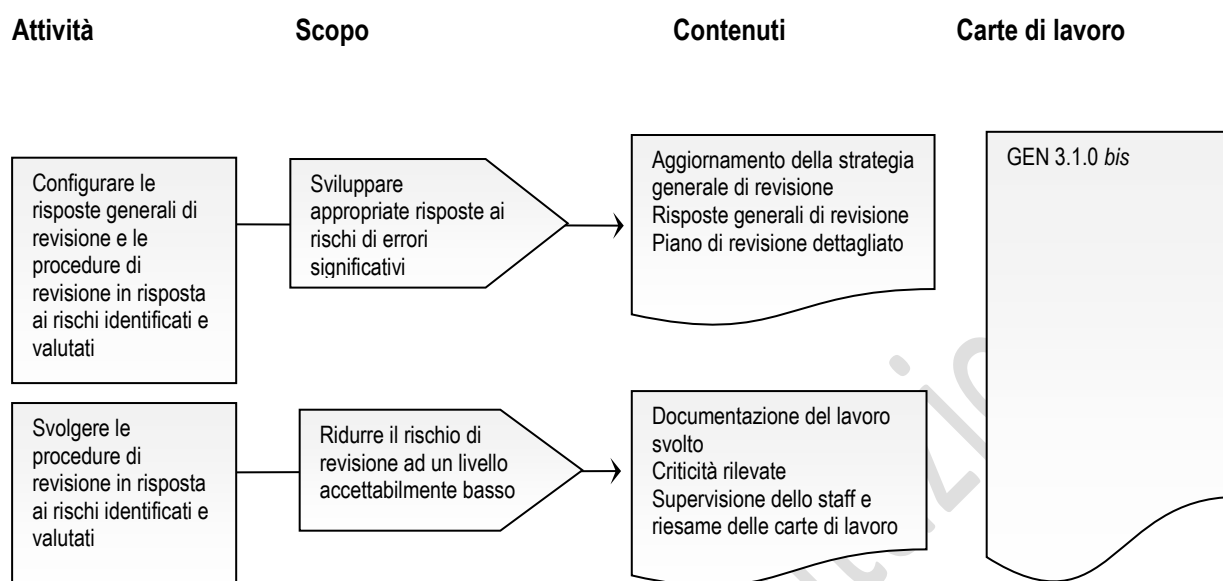 Attività Scopo Contenuti Carte di lavoro
Configurare le
risposte generali di
revisione e le
procedure di
revisione in risposta
ai rischi identificati e
valutati
Sviluppare
appropriate risposte ai
rischi di errori
significativi
Aggiornamento della strategia
generale di revisione
Risposte generali di revisione
Piano di revisione dettagliato
GEN 3.1.0 bis
Svolgere le
procedure di
revisione in risposta
ai rischi identificati e
valutati
Ridurre il rischio di
revisione ad un livello
accettabilmente basso
Documentazione del lavoro
svolto
Criticità rilevate
Supervisione dello staff e
riesame delle carte di lavoro